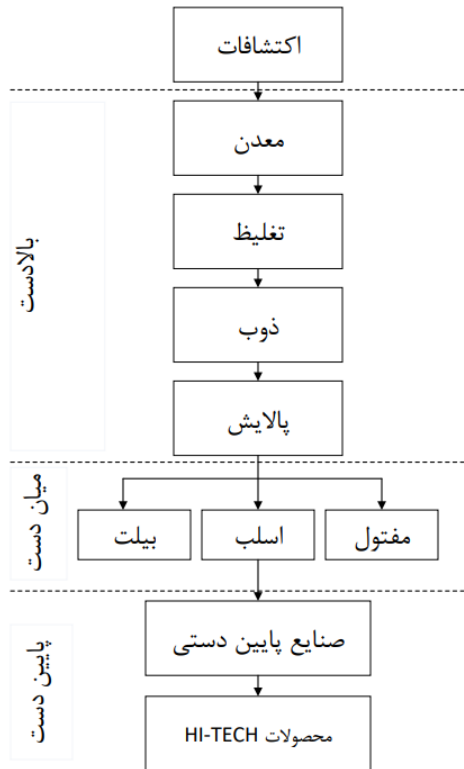 اکتشافات
معدن
تغلیظ
ذوب
پالایش
بالادست
مفتول
اسلب
بیلت
میان دست
صنایع پایین دستی
محصولات HI-TECH
پایین دست